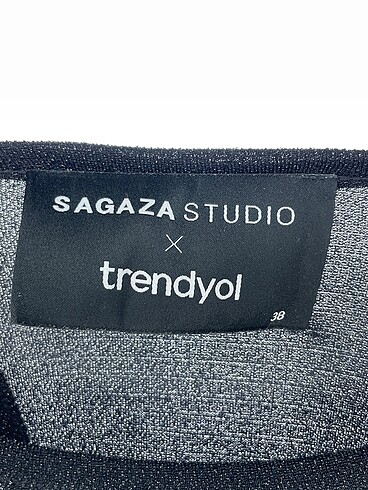 SAGAZA STUDIO
×
trendyol
38